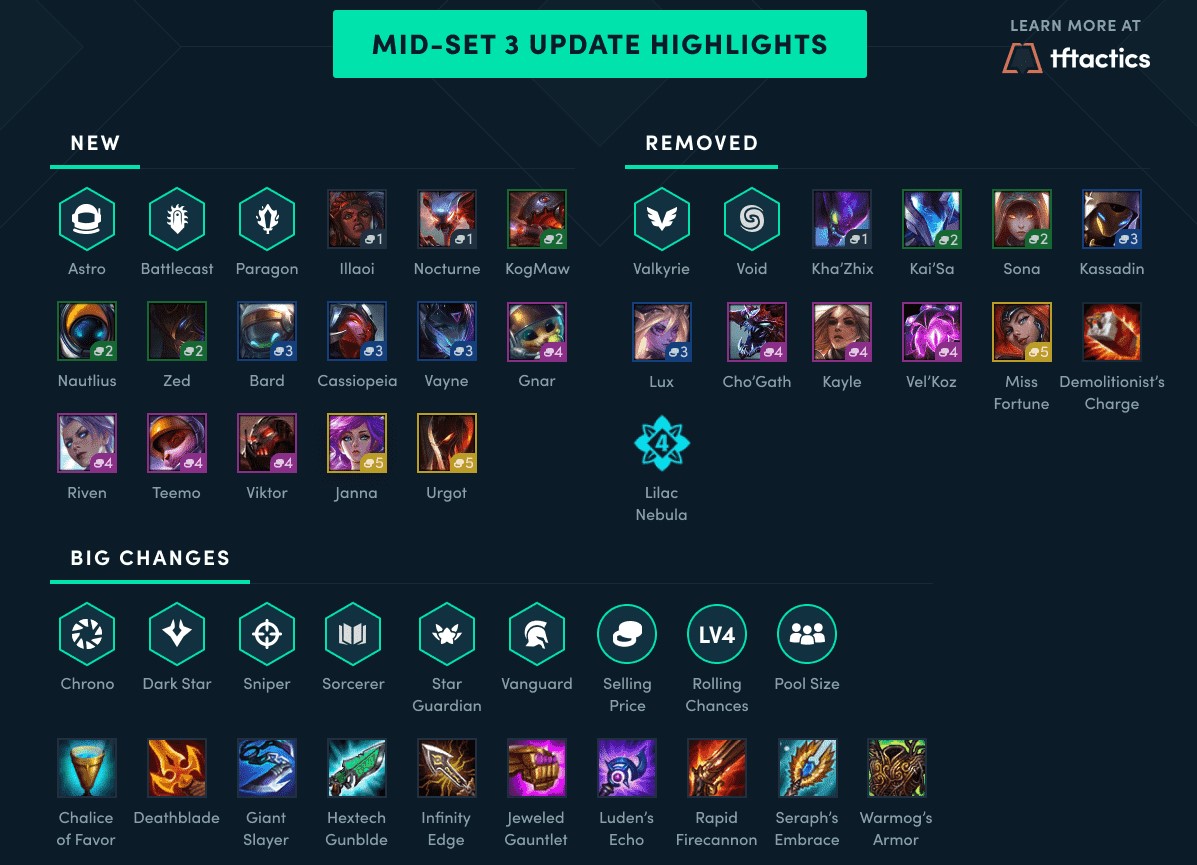 MID-SET 3 UPDATE HIGHLIGHTS
LEARN MORE AT
tftactics
NEW
1
1
2
Astro Battlecast Paragon Illaoi Nocturne KogMaw
2
2
3
3
3
4
Nautlius Zed Bard Cassiopeia Vayne Gnar
4
4
4
5
5
Riven Teemo Viktor Janna Urgot
REMOVED
1
2
2
3
Valkyrie Void Kha'Zhix Kai'Sa Sona Kassadin
3
4
4
4
5
Lux Cho'Gath Kayle Vel'Koz Miss Demolitionist's
Fortune Charge
4
Lilac
Nebula
BIG CHANGES
LV4
Chrono Dark Star Sniper Sorcerer Star Vanguard Selling Rolling Pool Size
Guardian Price Chances
Chalice Deathblade Giant Hextech Infinity Jeweled Luden's Rapid Seraph's Warmog's
of Favor Slayer Gunblde Edge Gauntlet Echo Firecannon Embrace Armor